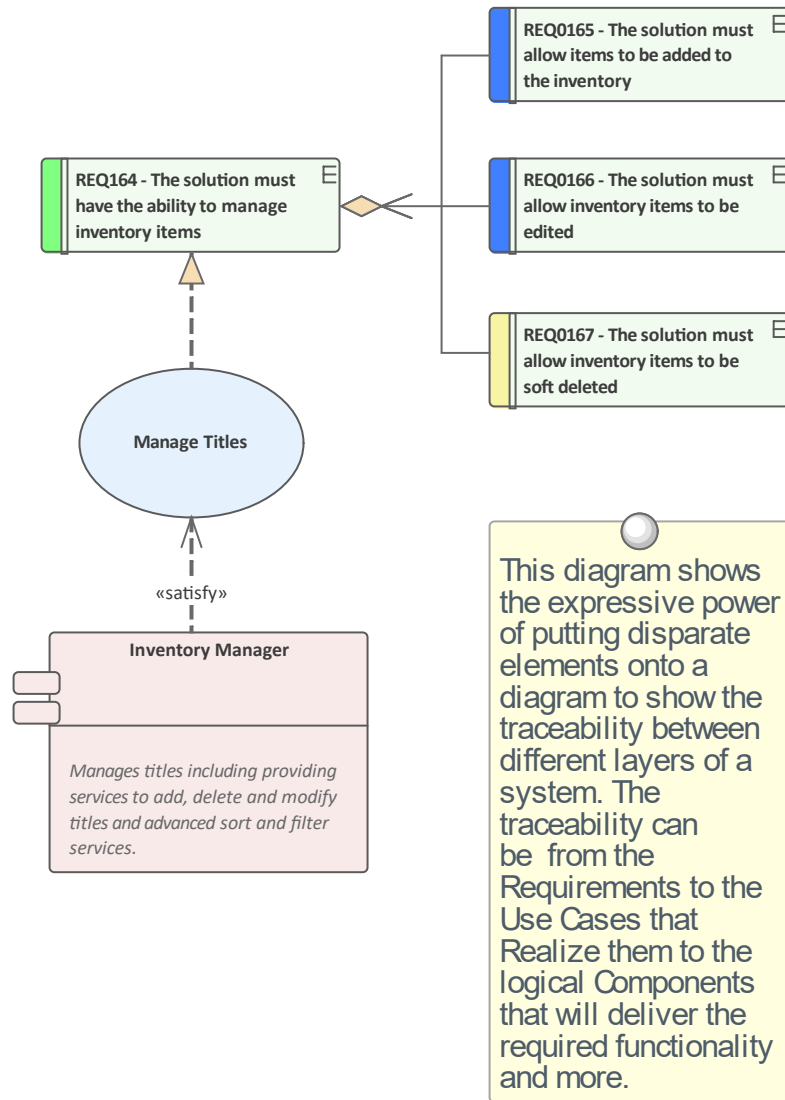 REQ0165 - The solution must
allow items to be added to
the inventory
REQ164 - The solution must
have the ability to manage
inventory items
REQ0166 - The solution must
allow inventory items to be
edited
REQ0167 - The solution must
allow inventory items to be
soft deleted
Manage Titles
«satisfy»
Inventory Manager
Manages titles including providing
services to add, delete and modify
titles and advanced sort and filter
services.
This diagram shows
the expressive power
of putting disparate
elements onto a
diagram to show the
traceability between
different layers of a
system. The
traceability can
be  from the
Requirements to the
Use Cases that
Realize them to the
logical Components
that will deliver the
required functionality
and more.